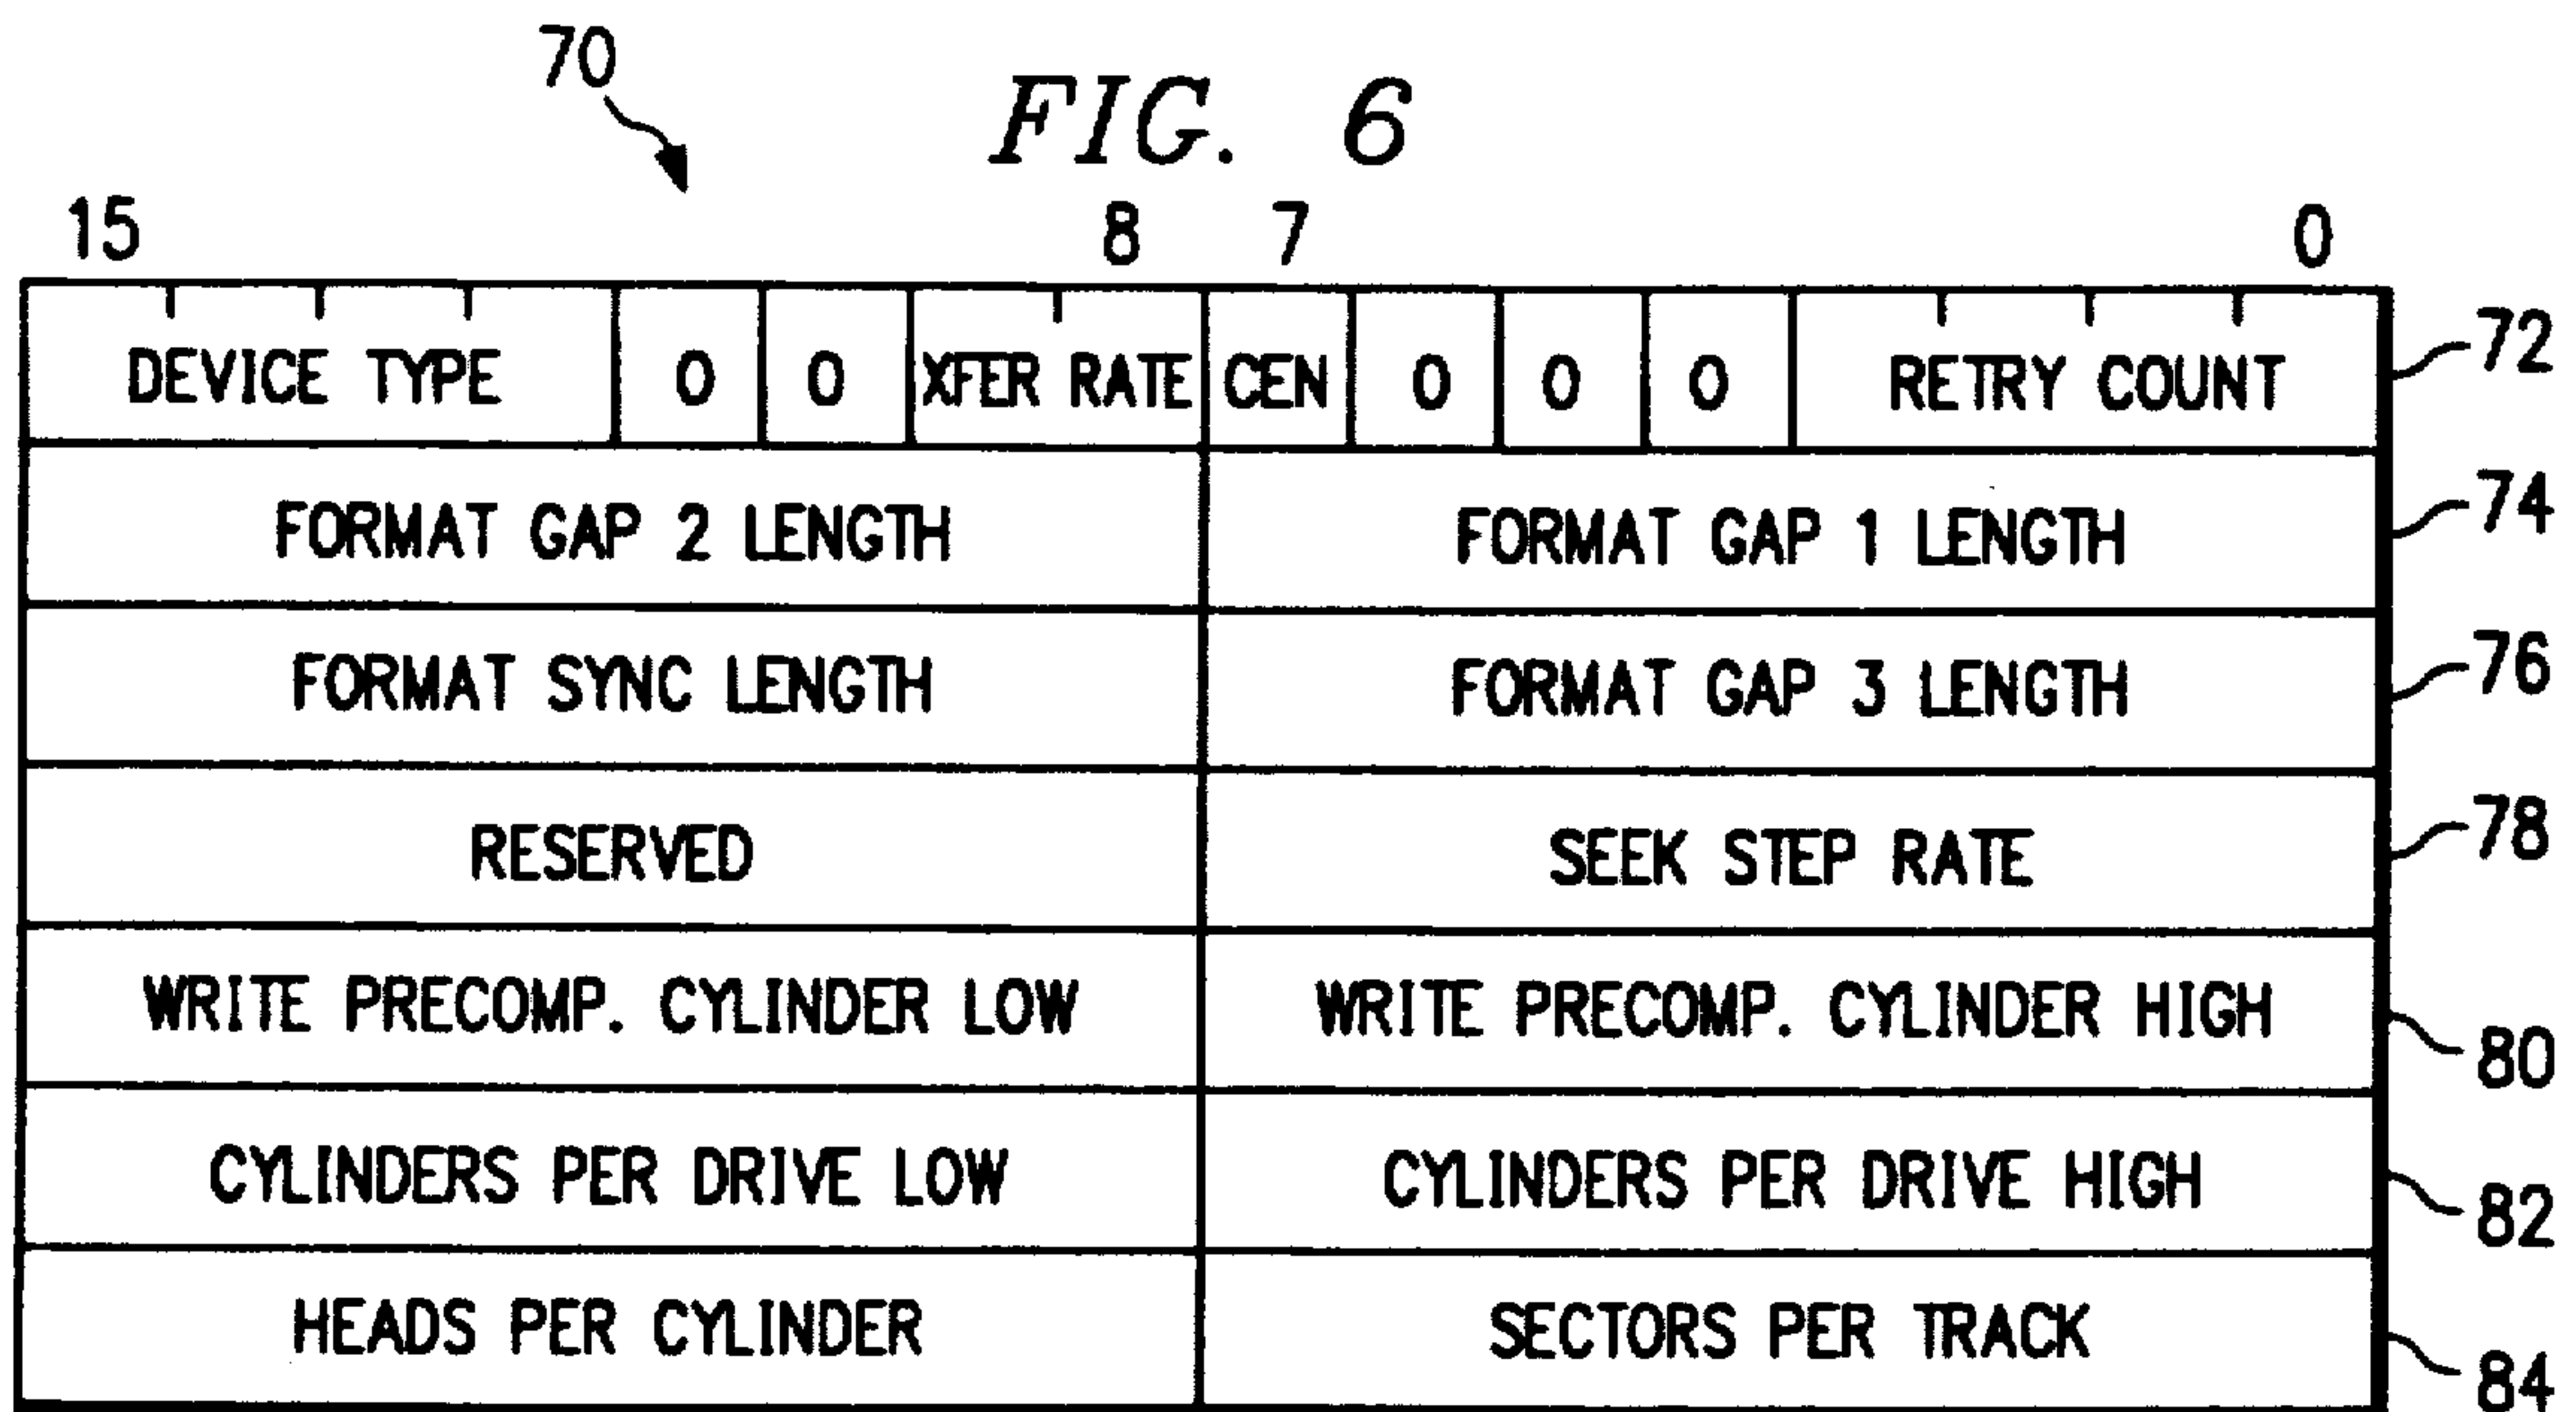 70
FIG. 6
15 8 7 0
DEVICE TYPE 0 0 XFER RATE CEN 0 0 0 RETRY COUNT 72
FORMAT GAP 2 LENGTH FORMAT GAP 1 LENGTH 74
FORMAT SYNC LENGTH FORMAT GAP 3 LENGTH 76
RESERVED SEEK STEP RATE 78
WRITE PRECOMP. CYLINDER LOW WRITE PRECOMP. CYLINDER HIGH 80
CYLINDERS PER DRIVE LOW CYLINDERS PER DRIVE HIGH 82
HEADS PER CYLINDER SECTORS PER TRACK 84